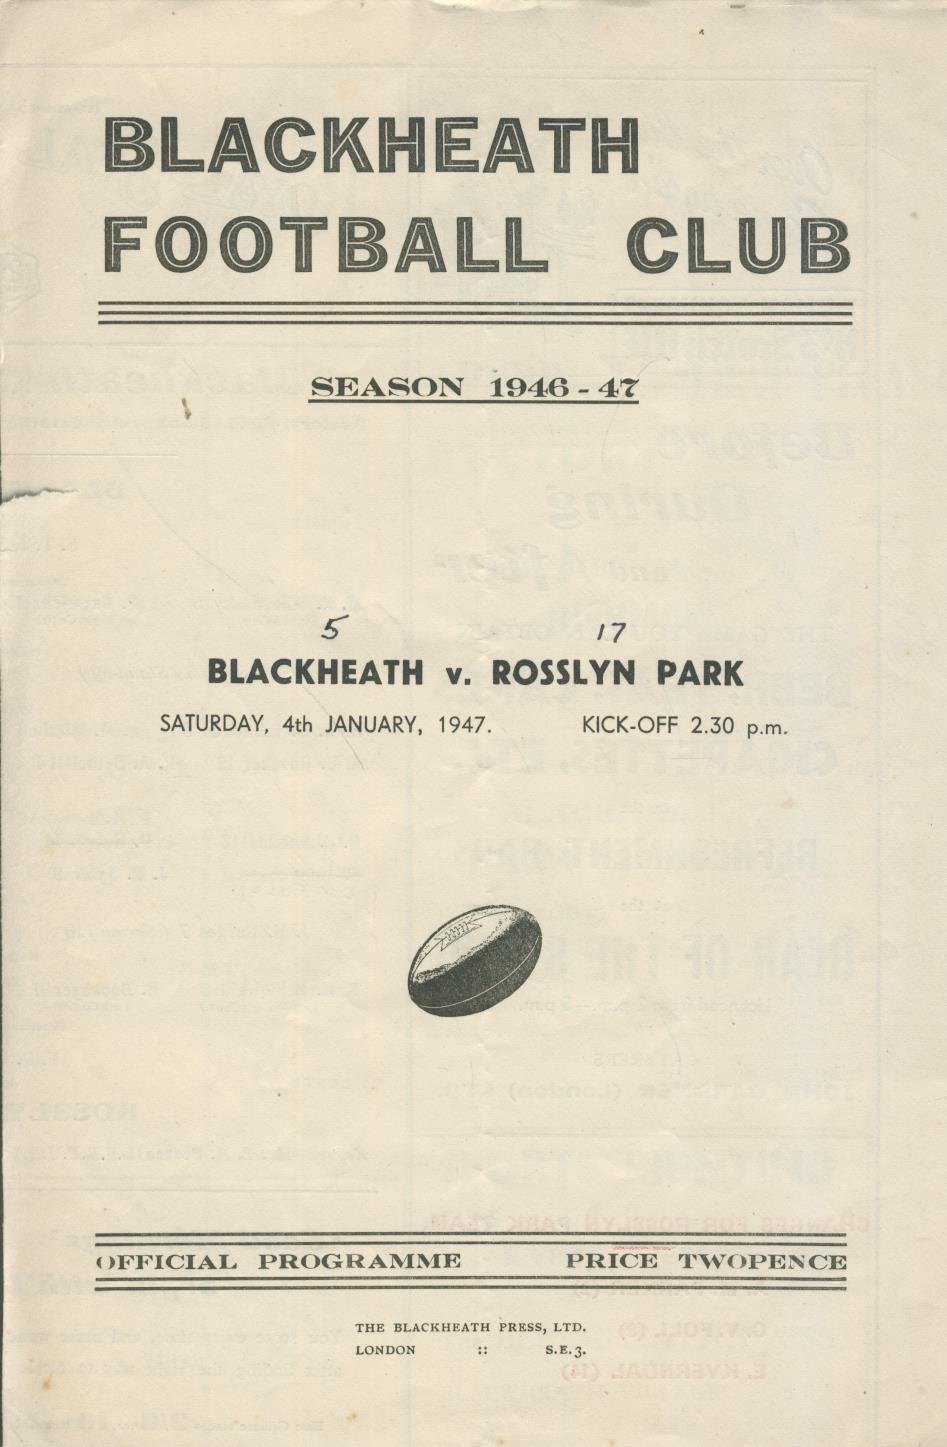 BLACKHEATH
FOOTBALL CLUB
SEASON 1946-47
5 17
BLACKHEATH v. ROSSLYN PARK
SATURDAY, 4th JANUARY, 1947. KICK-OFF 2.30 p.m.
OFFICIAL PROGRAMME PRICE TWOPENCE
THE BLACKHEATH PRESS, LTD.
LONDON :: S.E.3.